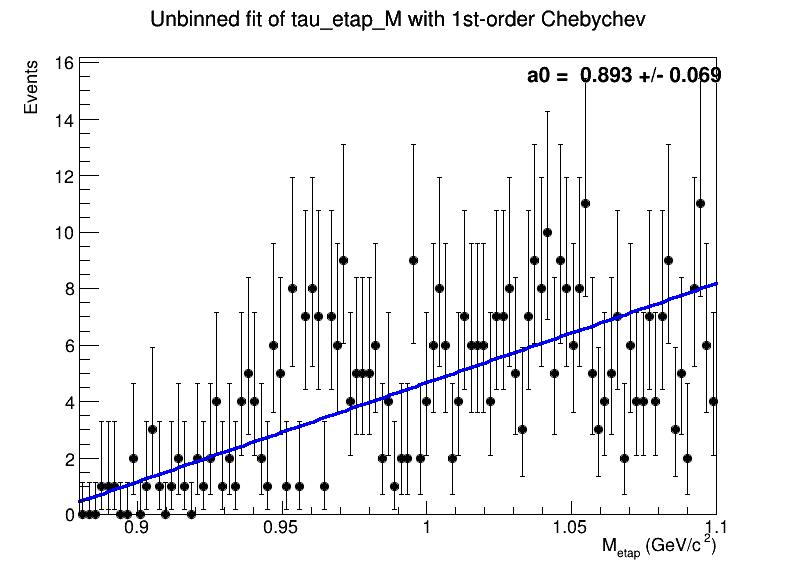 Unbinned fit of tau_etap_M with 1st-order Chebychev
a0 = 0.893 +/- 0.069
Events
16
14
12
10
8
6
4
2
0
0.9 0.95 1 1.05 1.1
M_etap (GeV/c^2)